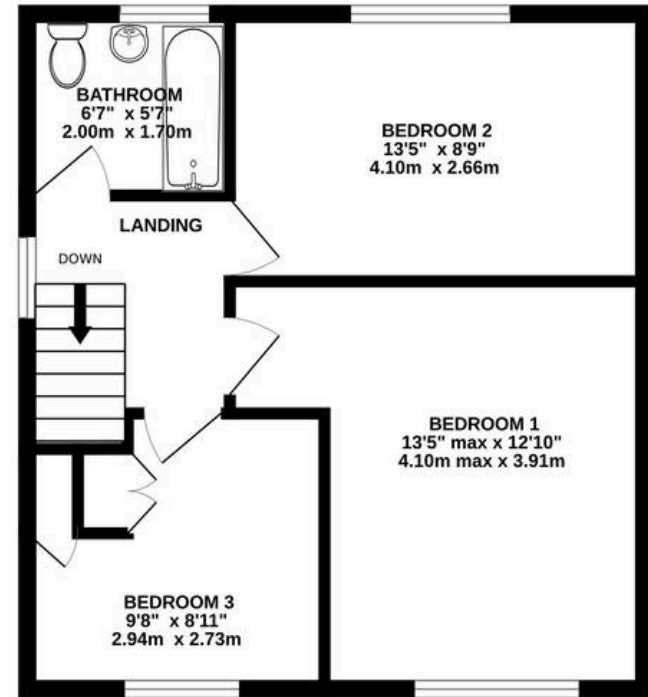 BATHROOM
6'7" x 5'7"
2.00m x 1.70m
BEDROOM 2
13'5" x 8'9"
4.10m x 2.66m
LANDING
DOWN
BEDROOM 1
13'5" max x 12'10"
4.10m max x 3.91m
BEDROOM 3
9'8" x 8'11"
2.94m x 2.73m